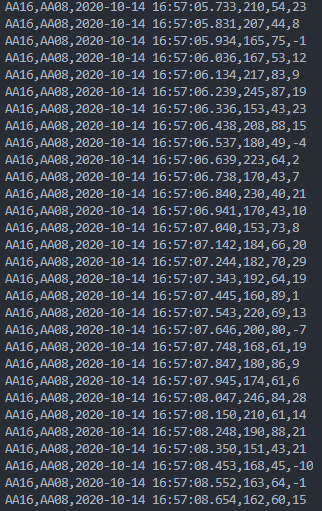 AA16,AA08,2020-10-14 16:57:05.733,210,54,23
AA16,AA08,2020-10-14 16:57:05.831,207,44,8
AA16,AA08,2020-10-14 16:57:05.934,165,75,-1
AA16,AA08,2020-10-14 16:57:06.036,167,53,12
AA16,AA08,2020-10-14 16:57:06.134,217,83,9
AA16,AA08,2020-10-14 16:57:06.239,245,87,19
AA16,AA08,2020-10-14 16:57:06.336,153,43,23
AA16,AA08,2020-10-14 16:57:06.438,208,88,15
AA16,AA08,2020-10-14 16:57:06.537,180,49,-4
AA16,AA08,2020-10-14 16:57:06.639,223,64,2
AA16,AA08,2020-10-14 16:57:06.738,170,43,7
AA16,AA08,2020-10-14 16:57:06.840,230,40,21
AA16,AA08,2020-10-14 16:57:06.941,170,43,10
AA16,AA08,2020-10-14 16:57:07.040,153,73,8
AA16,AA08,2020-10-14 16:57:07.142,184,66,20
AA16,AA08,2020-10-14 16:57:07.244,182,70,29
AA16,AA08,2020-10-14 16:57:07.343,192,64,19
AA16,AA08,2020-10-14 16:57:07.445,160,89,1
AA16,AA08,2020-10-14 16:57:07.543,220,69,13
AA16,AA08,2020-10-14 16:57:07.646,200,80,-7
AA16,AA08,2020-10-14 16:57:07.748,168,61,19
AA16,AA08,2020-10-14 16:57:07.847,180,86,9
AA16,AA08,2020-10-14 16:57:07.945,174,61,6
AA16,AA08,2020-10-14 16:57:08.047,246,84,28
AA16,AA08,2020-10-14 16:57:08.150,210,61,14
AA16,AA08,2020-10-14 16:57:08.248,190,88,21
AA16,AA08,2020-10-14 16:57:08.350,151,43,21
AA16,AA08,2020-10-14 16:57:08.453,168,45,-10
AA16,AA08,2020-10-14 16:57:08.552,163,64,-1
AA16,AA08,2020-10-14 16:57:08.654,162,60,15